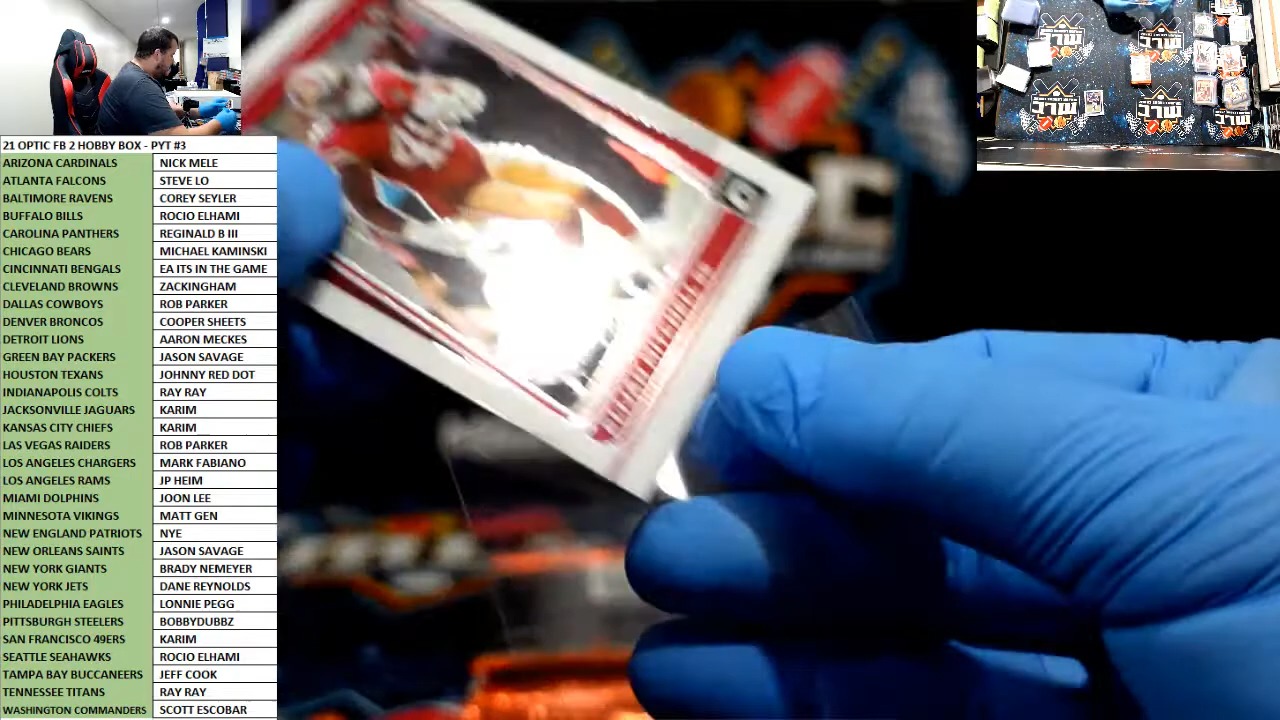 21 OPTIC FB 2 HOBBY BOX - PYT #3
ARIZONA CARDINALS NICK MELE
ATLANTA FALCONS STEVE LO
BALTIMORE RAVENS COREY SEYLER
BUFFALO BILLS ROCIO ELHAMI
CAROLINA PANTHERS REGINALD B III
CHICAGO BEARS MICHAEL KAMINSKI
CINCINNATI BENGALS EA ITS IN THE GAME
CLEVELAND BROWNS ZACKINGHAM
DALLAS COWBOYS ROB PARKER
DENVER BRONCOS COOPER SHEETS
DETROIT LIONS AARON MECKES
GREEN BAY PACKERS JASON SAVAGE
HOUSTON TEXANS JOHNNY RED DOT
INDIANAPOLIS COLTS RAY RAY
JACKSONVILLE JAGUARS KARIM
KANSAS CITY CHIEFS KARIM
LAS VEGAS RAIDERS ROB PARKER
LOS ANGELES CHARGERS MARK FABIANO
LOS ANGELES RAMS JP HEIM
MIAMI DOLPHINS JOON LEE
MINNESOTA VIKINGS MATT GEN
NEW ENGLAND PATRIOTS NYE
NEW ORLEANS SAINTS JASON SAVAGE
NEW YORK GIANTS BRADY NEMEYER
NEW YORK JETS DANE REYNOLDS
PHILADELPHIA EAGLES LONNIE PEGG
PITTSBURGH STEELERS BOBBYDUBBZ
SAN FRANCISCO 49ERS KARIM
SEATTLE SEAHAWKS ROCIO ELHAMI
TAMPA BAY BUCCANEERS JEFF COOK
TENNESSEE TITANS RAY RAY
WASHINGTON COMMANDERS SCOTT ESCOBAR